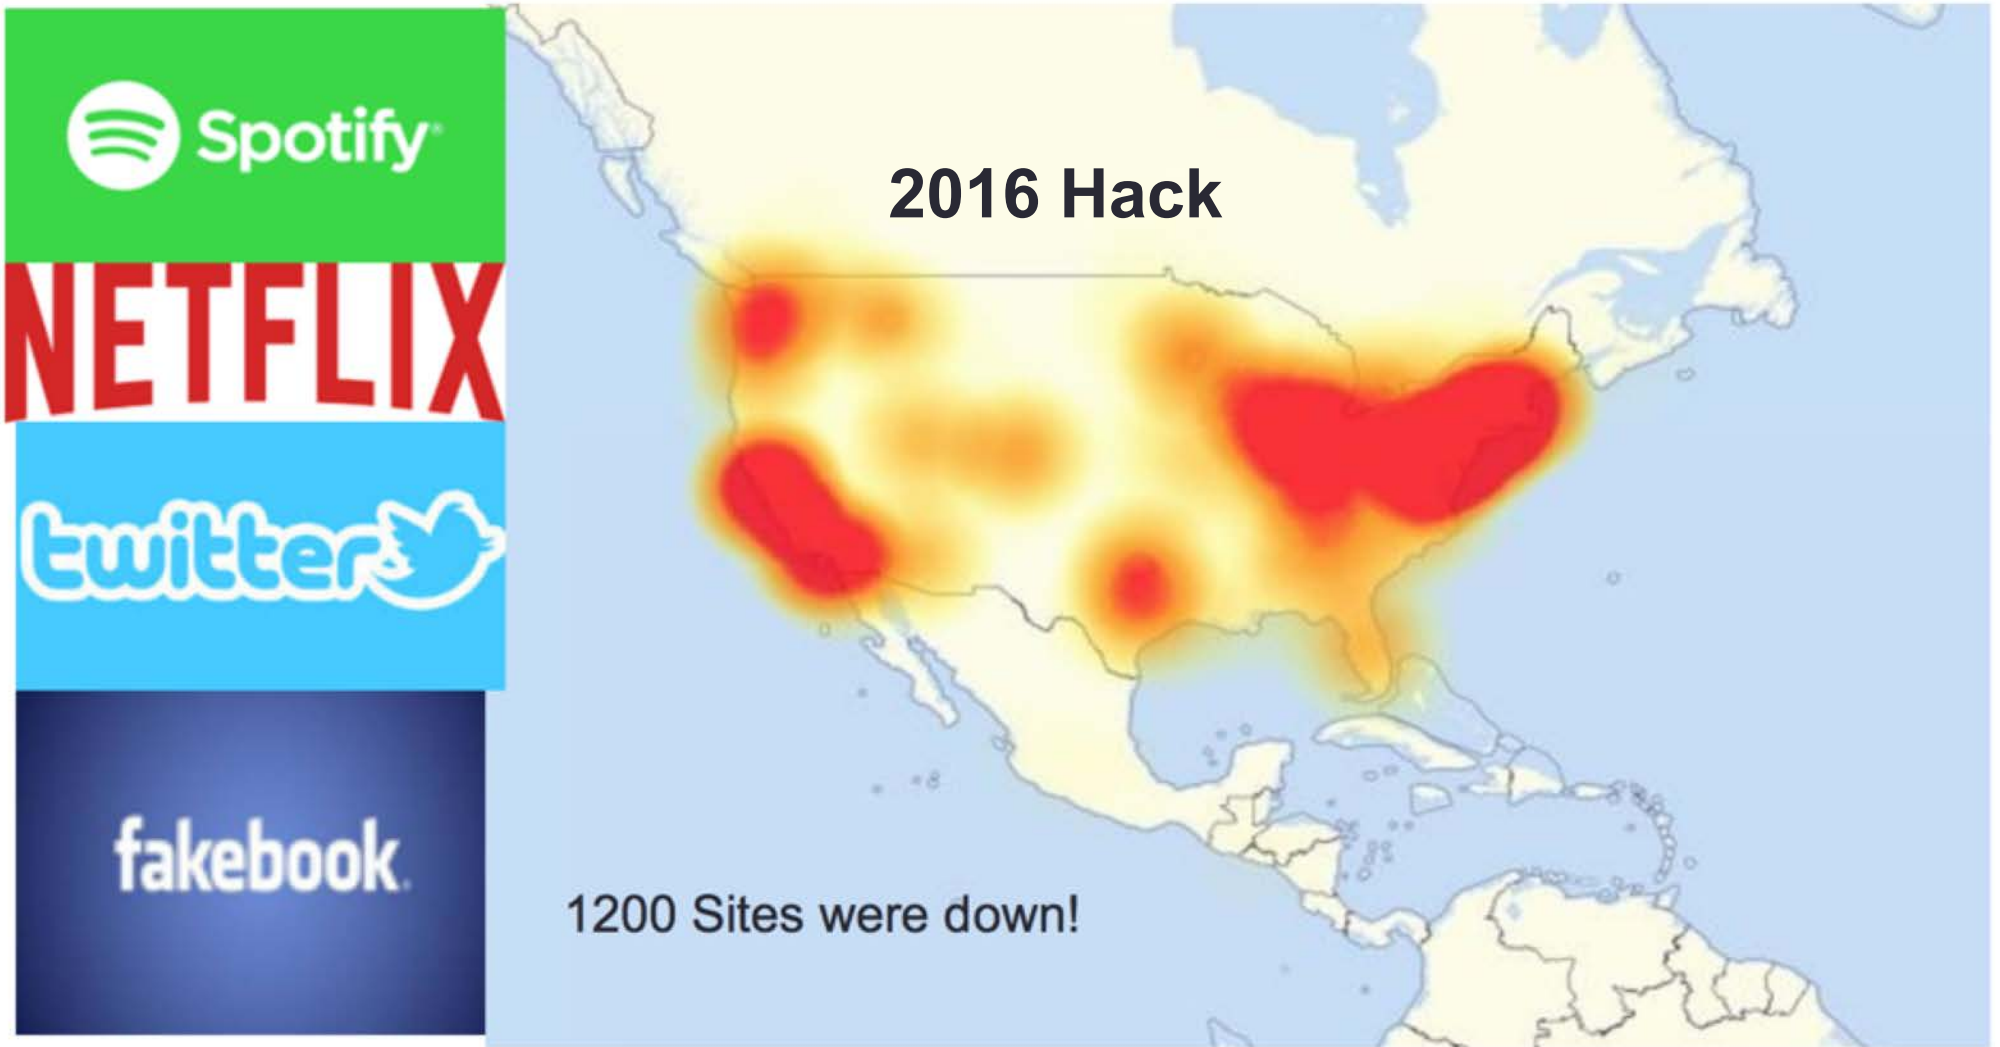 Spotify®
NETFLIX
twitter
fakebook.
2016 Hack
1200 Sites were down!